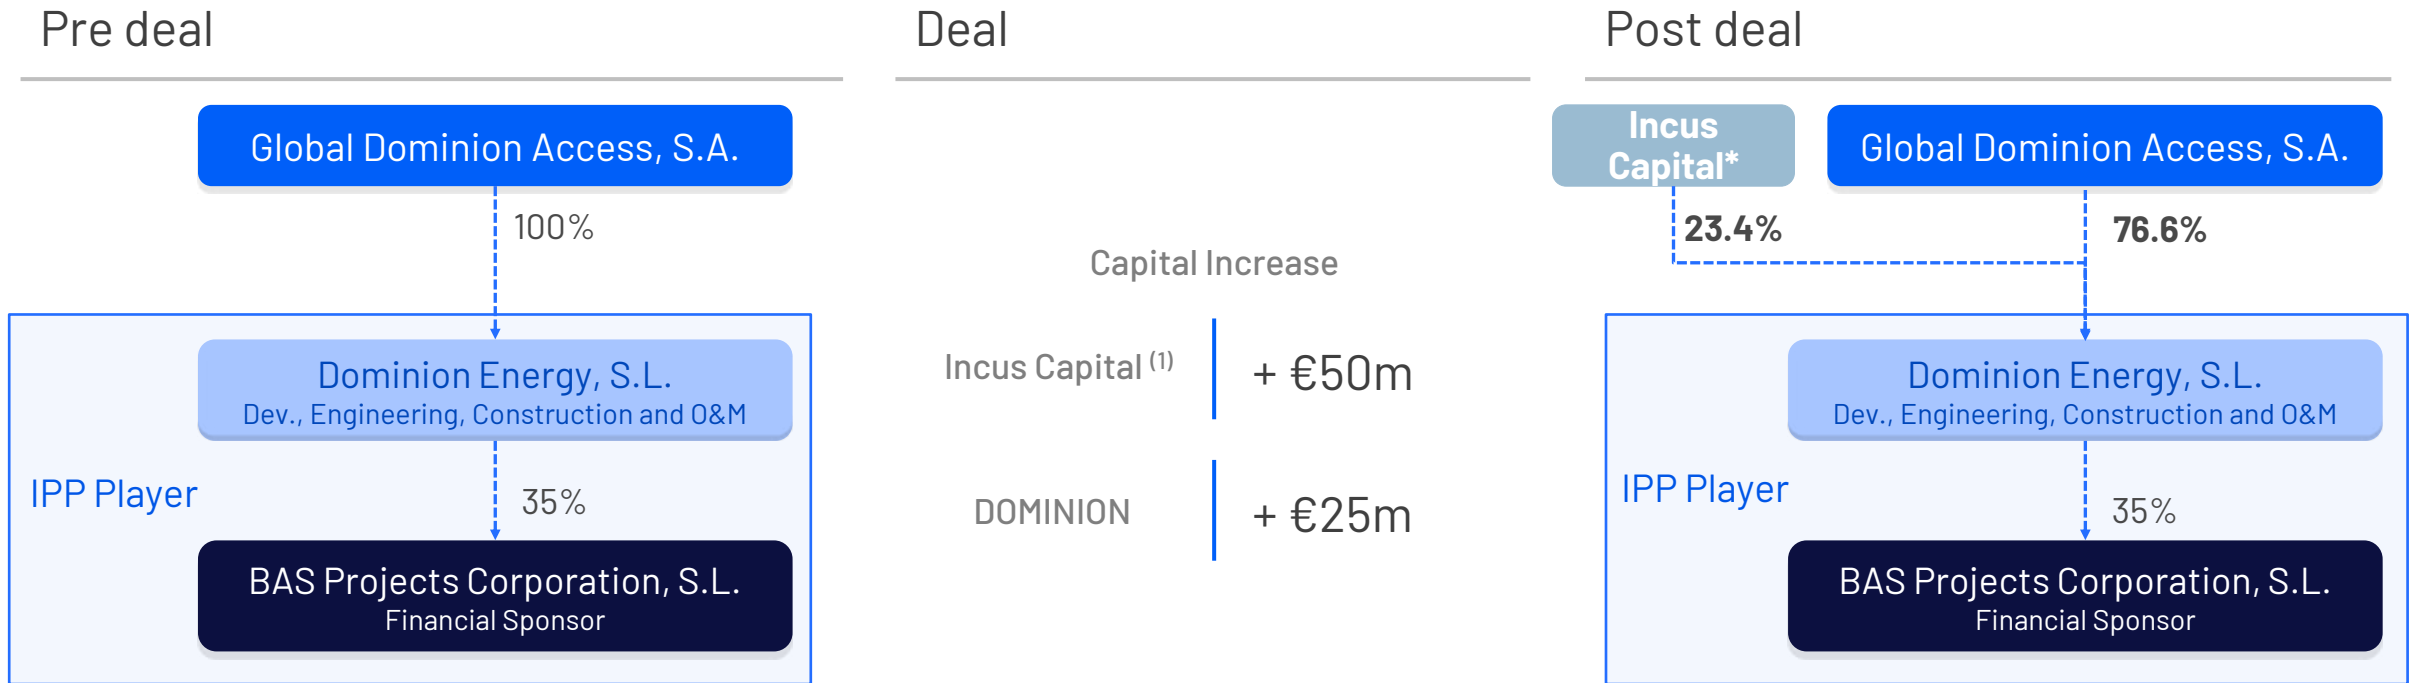 Pre deal
Global Dominion Access, S.A.
100%
Dominion Energy, S.L.
Dev., Engineering, Construction and O&M
IPP Player
35%
BAS Projects Corporation, S.L.
Financial Sponsor
Deal
Capital Increase
Incus Capital (1)
+ €50m
DOMINION
+ €25m
Post deal
Incus
Capital*
Global Dominion Access, S.A.
23.4%
76.6%
Dominion Energy, S.L.
Dev., Engineering, Construction and O&M
IPP Player
35%
BAS Projects Corporation, S.L.
Financial Sponsor